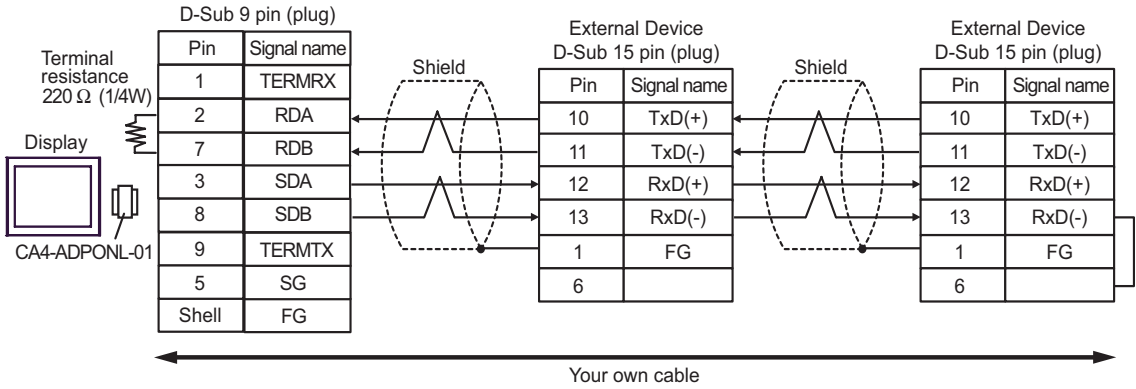 D-Sub 9 pin (plug)
Pin Signal name
1 TERMRX
2 RDA
7 RDB
3 SDA
8 SDB
9 TERMTX
5 SG
Shell FG
Terminal
resistance
220 Ω (1/4W)
Display
CA4-ADPONL-01
Shield
External Device
D-Sub 15 pin (plug)
Pin Signal name
10 TxD(+)
11 TxD(-)
12 RxD(+)
13 RxD(-)
1 FG
6
Shield
External Device
D-Sub 15 pin (plug)
Pin Signal name
10 TxD(+)
11 TxD(-)
12 RxD(+)
13 RxD(-)
1 FG
6
Your own cable